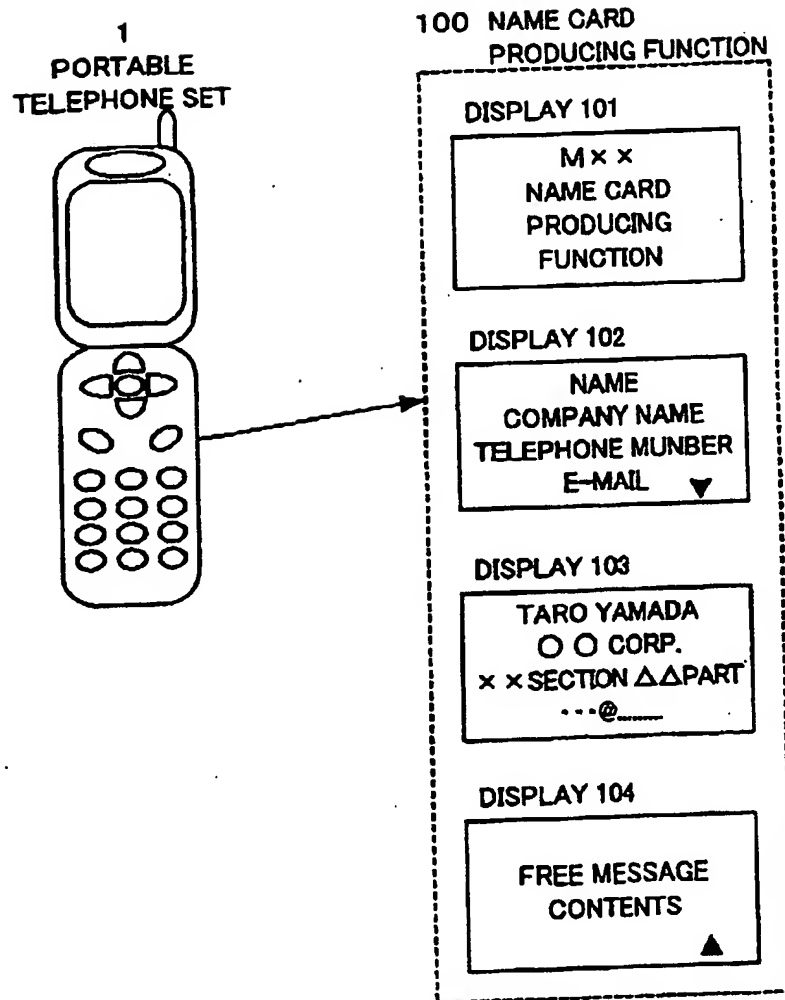 1
PORTABLE
TELEPHONE SET
100 NAME CARD
PRODUCING FUNCTION
DISPLAY 101
M××
NAME CARD
PRODUCING
FUNCTION
DISPLAY 102
NAME
COMPANY NAME
TELEPHONE MUNBER
E-MAIL ▼
DISPLAY 103
TARO YAMADA
○ ○ CORP.
××SECTION △△PART
---@......
DISPLAY 104
FREE MESSAGE
CONTENTS
▲